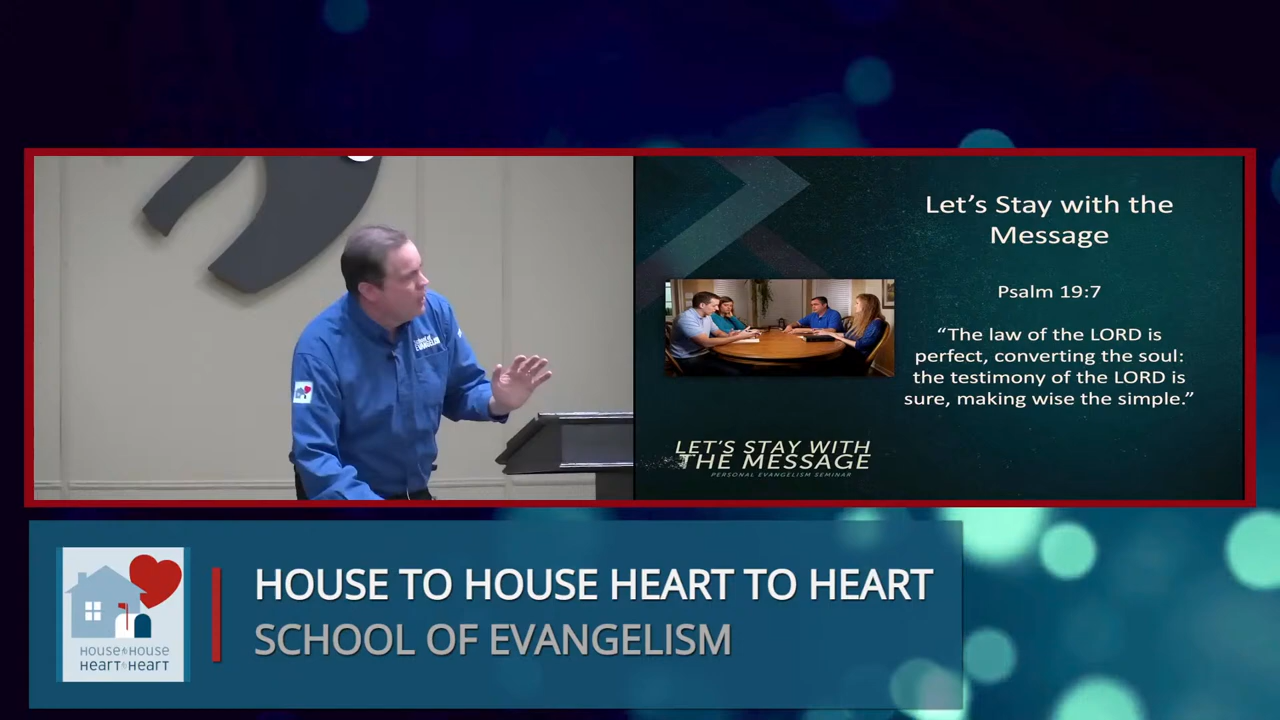 EVANGELISM
Let’s Stay with the
Message
Psalm 19:7
“The law of the LORD is
perfect, converting the soul:
the testimony of the LORD is
sure, making wise the simple.”
LET'S STAY WITH
THE MESSAGE
PERSONAL EVANGELISM SEMINAR
HOUSE TO HOUSE HEART TO HEART
SCHOOL OF EVANGELISM
HOUSE TO HOUSE
HEART TO HEART